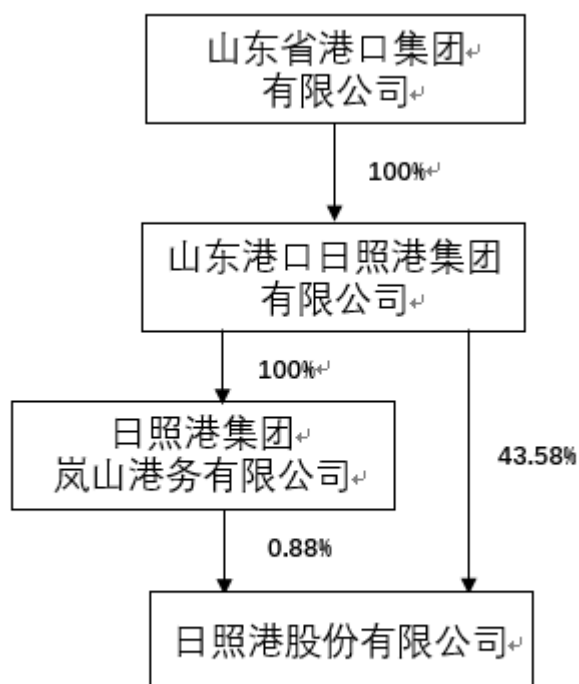 山东省港口集团
有限公司
100%
山东港口日照港集团
有限公司
100%
日照港集团
岚山港务有限公司
43.58%
0.88%
日照港股份有限公司